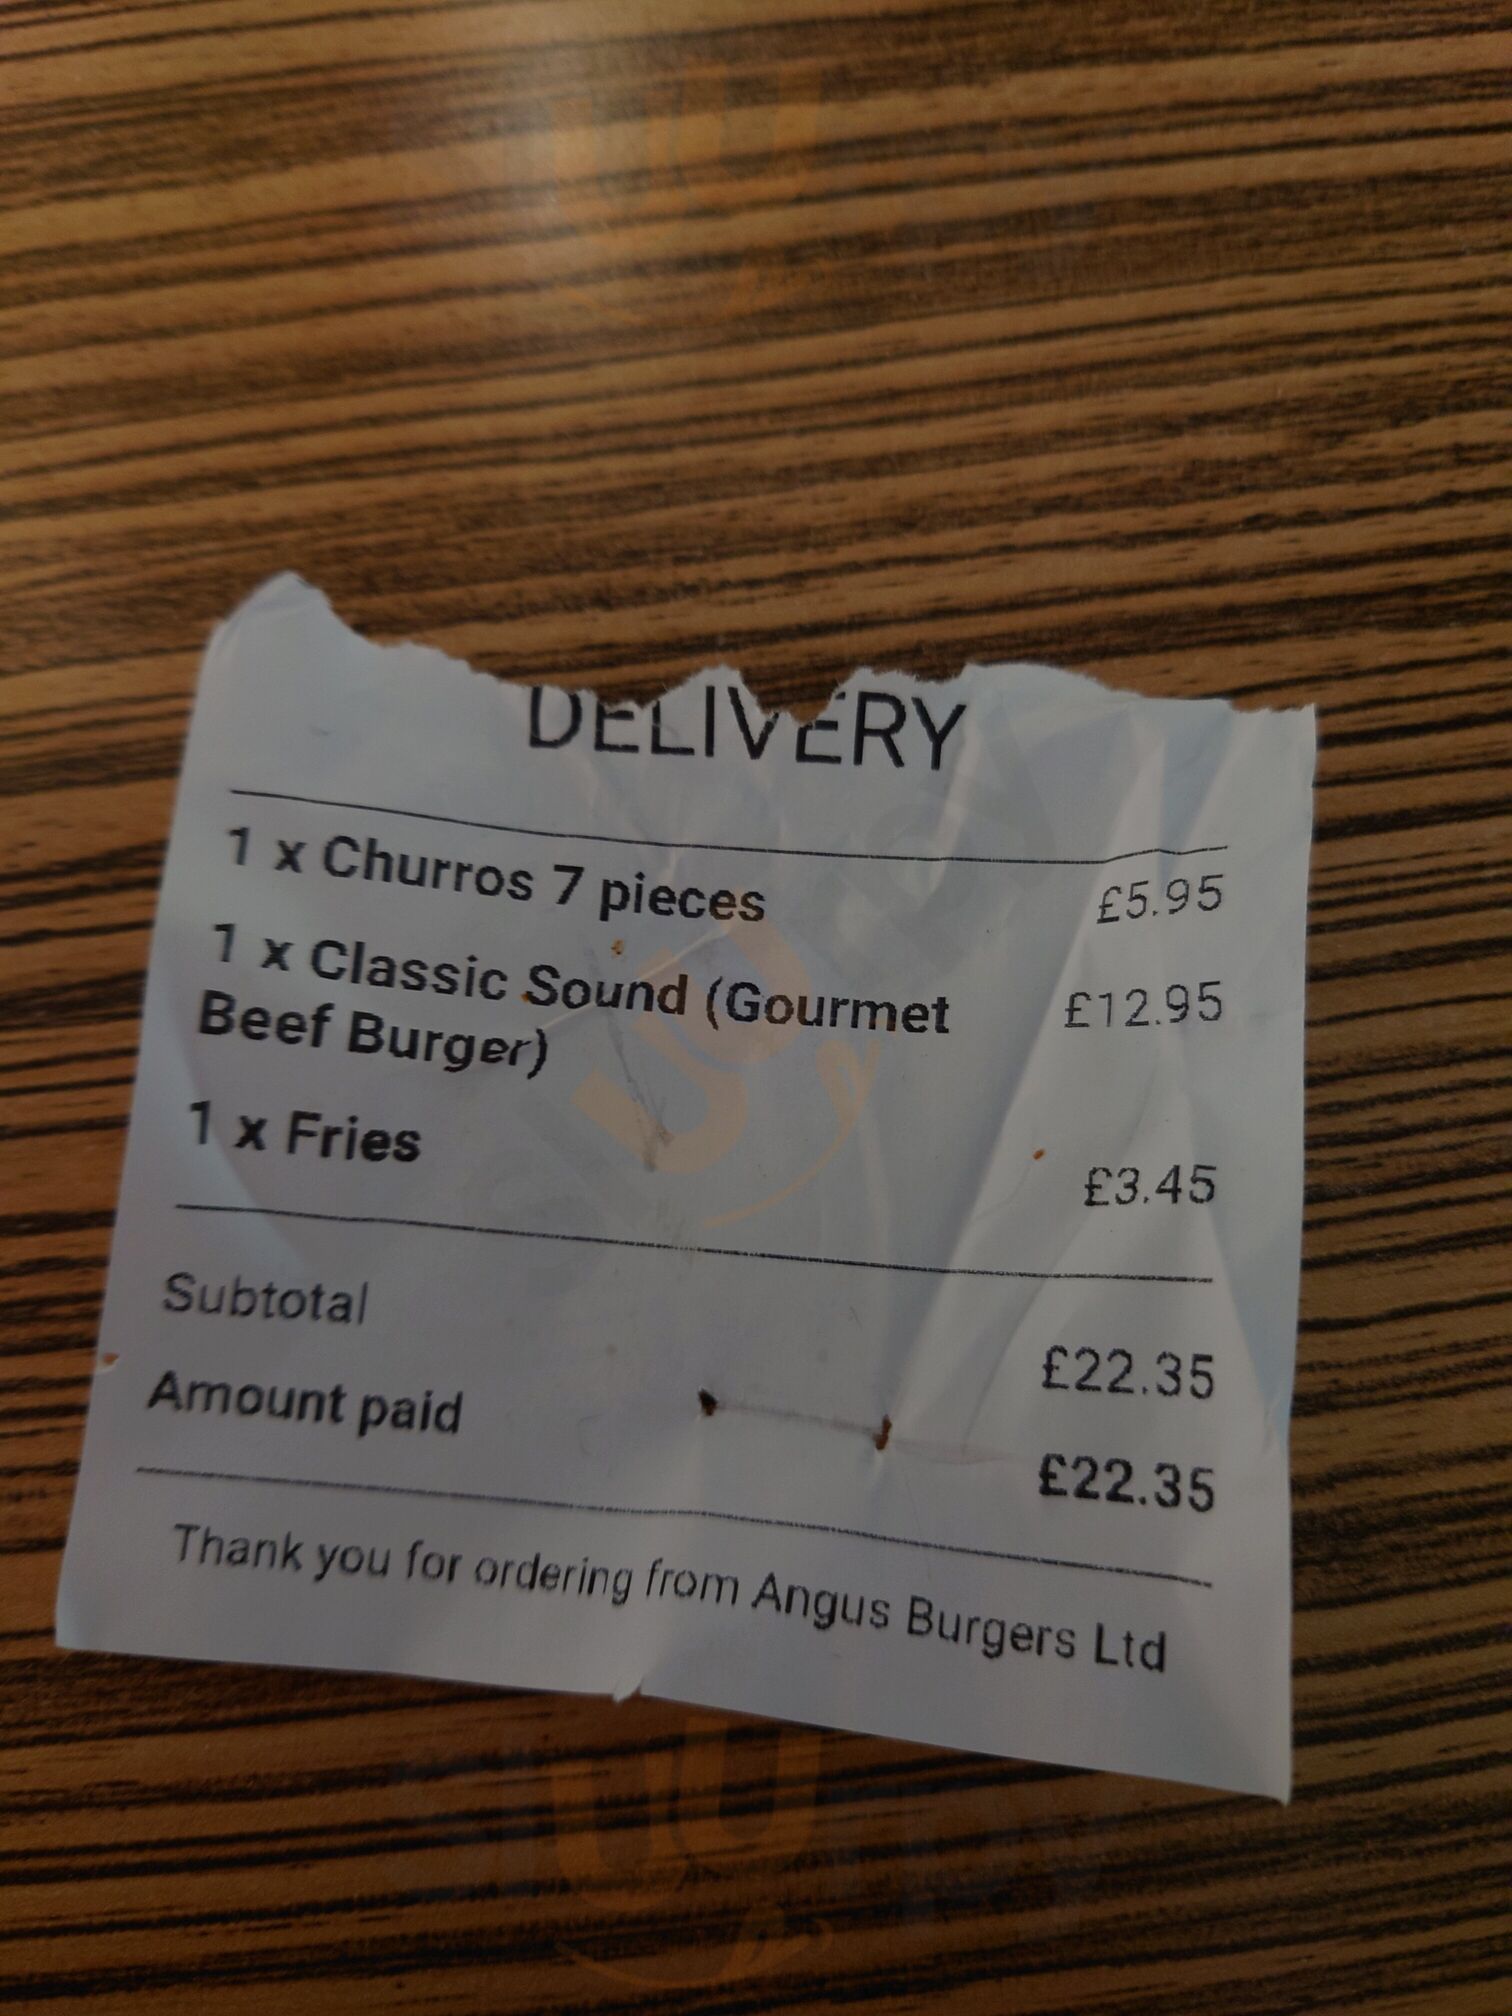 DELIVERY
1 x Churros 7 pieces £5.95
1 x Classic Sound (Gourmet £12.95
Beef Burger)
1 x Fries £3.45
Subtotal £22.35
Amount paid £22.35
Thank you for ordering from Angus Burgers Ltd